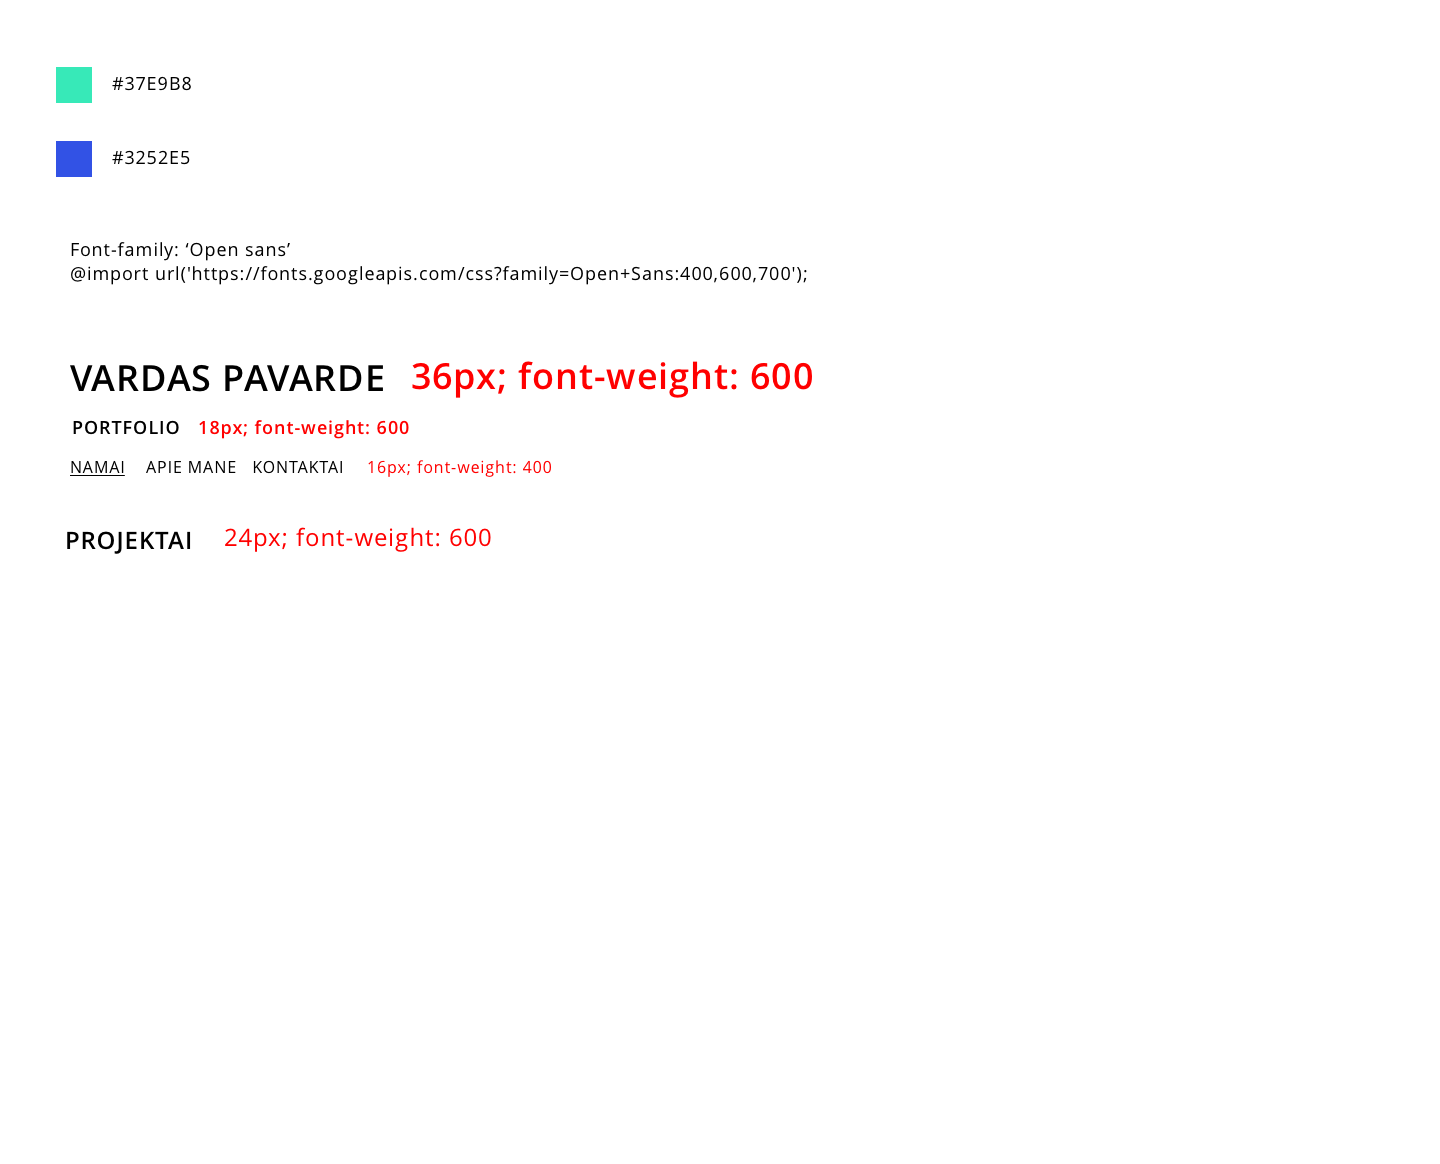 #37E9B8
#3252E5
Font-family: ‘Open sans’
@import url('https://fonts.googleapis.com/css?family=Open+Sans:400,600,700');
VARDAS PAVARDE 36px; font-weight: 600
PORTFOLIO 18px; font-weight: 600
NAMAI APIE MANE KONTAKTAI 16px; font-weight: 400
PROJEKTAI 24px; font-weight: 600